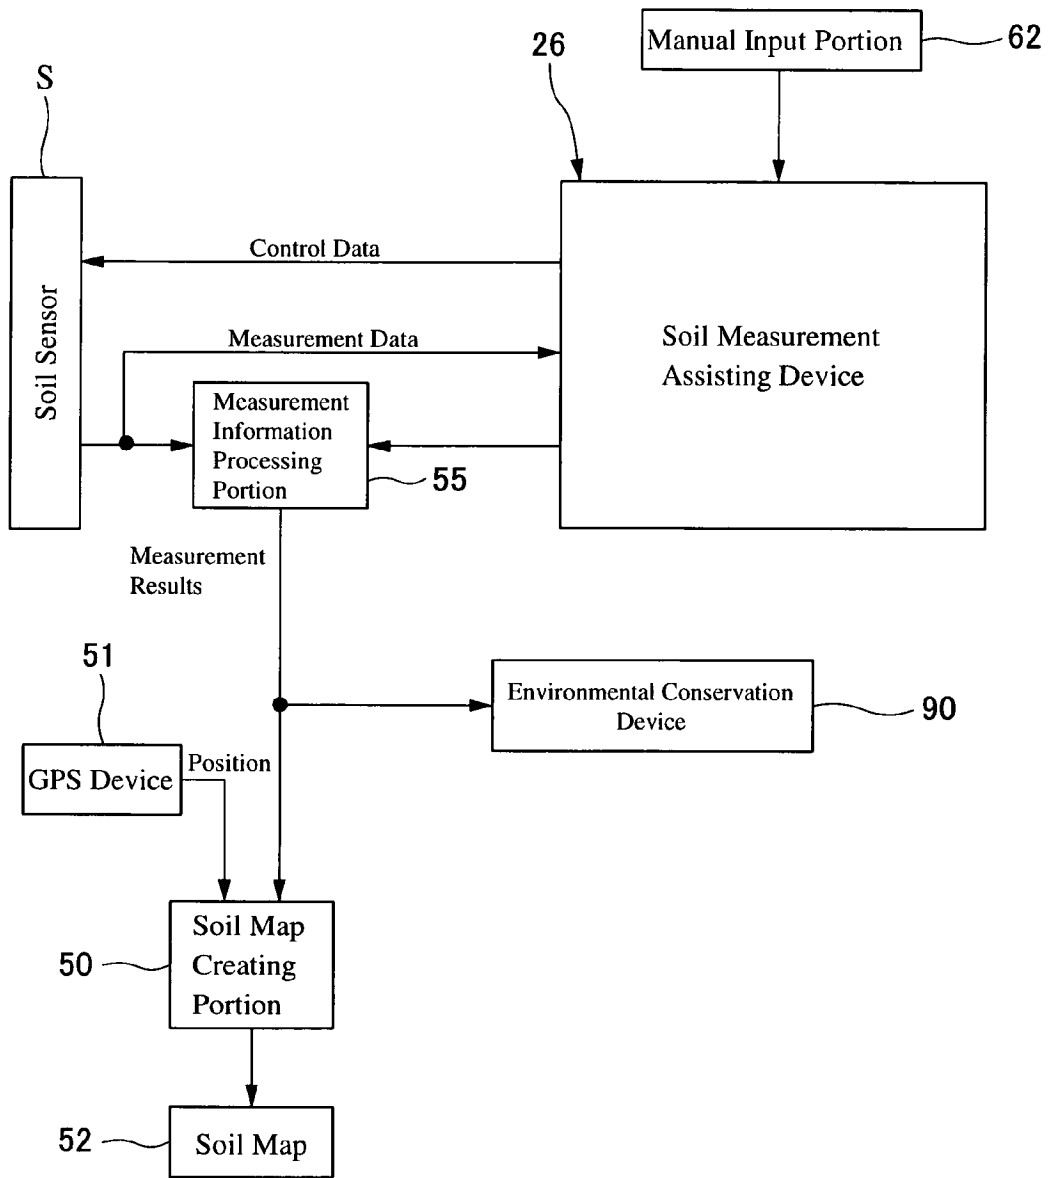 Manual Input Portion
62
26
S
Control Data
Soil Sensor
Measurement Data
Soil Measurement
Assisting Device
Measurement
Information
Processing
Portion
55
Measurement
Results
51
Environmental Conservation
Device
90
GPS Device
Position
Soil Map
Creating
Portion
50
52
Soil Map